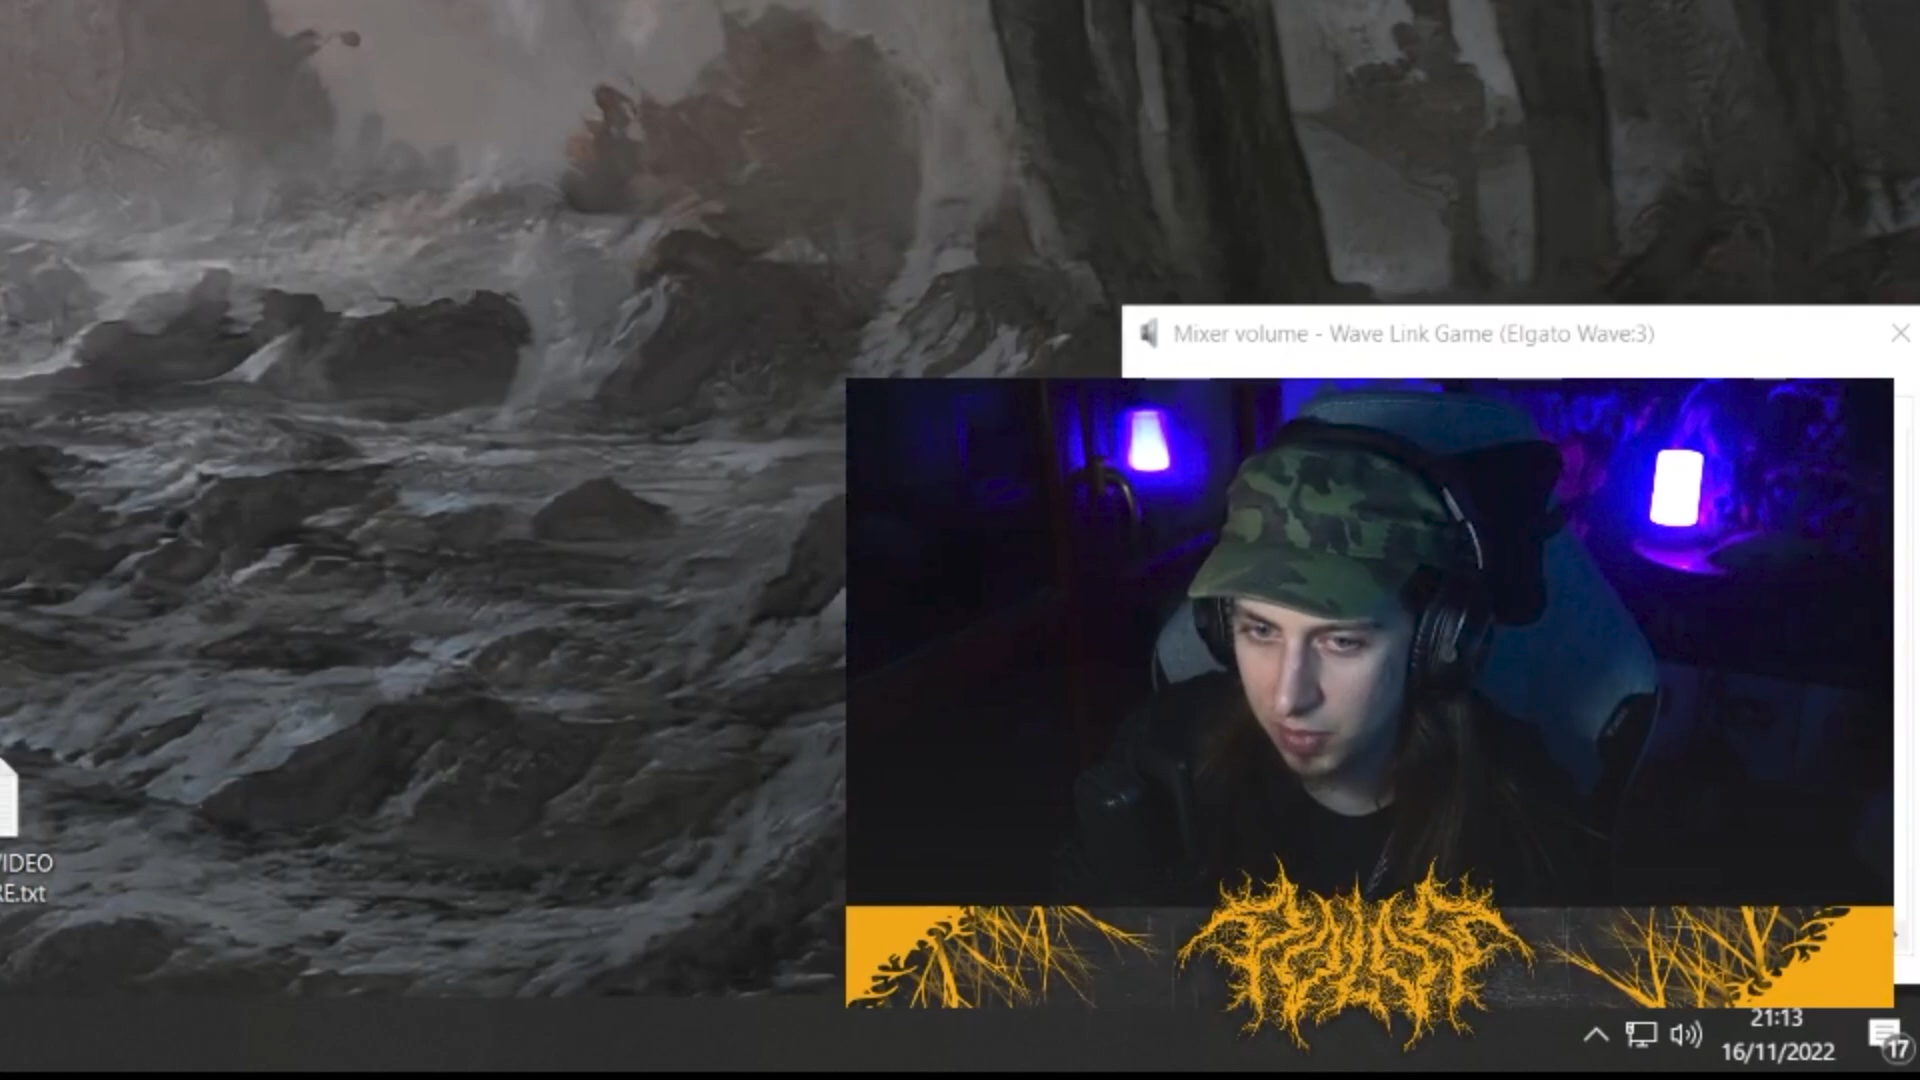 Mixer volume - Wave Link Game (Elgato Wave:3)
VIDEO
RE.txt
21:13
16/11/2022
17